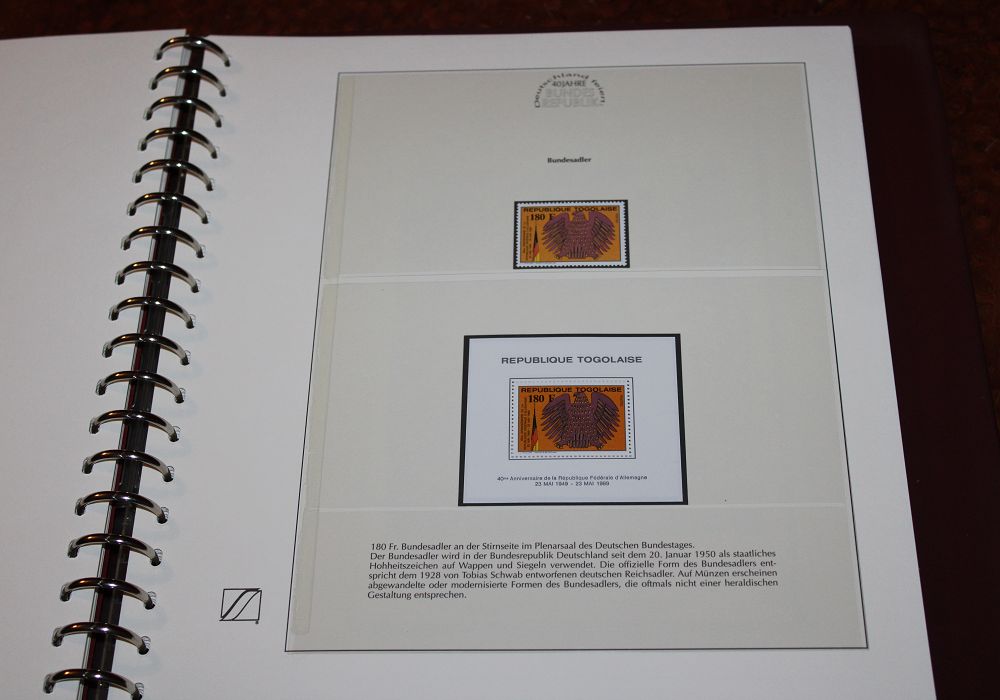 Deutschland feiert
40 JAHRE
BUNDES
REPUBLIK
Bundesadler
REPUBLIQUE TOGOLAISE
180 F
REPUBLIQUE TOGOLAISE
REPUBLIQUE TOGOLAISE
180 F
40ème Anniversaire de la République Fédérale d'Allemagne
23 MAI 1949 – 23 MAI 1989
180 Fr. Bundesadler an der Stirnseite im Plenarsaal des Deutschen Bundestages.
Der Bundesadler wird in der Bundesrepublik Deutschland seit dem 20. Januar 1950 als staatliches
Hohheitszeichen auf Wappen und Siegeln verwendet. Die offizielle Form des Bundesadlers ent-
spricht dem 1928 von Tobias Schwab entworfenen deutschen Reichsadler. Auf Münzen erscheinen
abgewandelte oder modernisierte Formen des Bundesadlers, die oftmals nicht einer heraldischen
Gestaltung entsprechen.